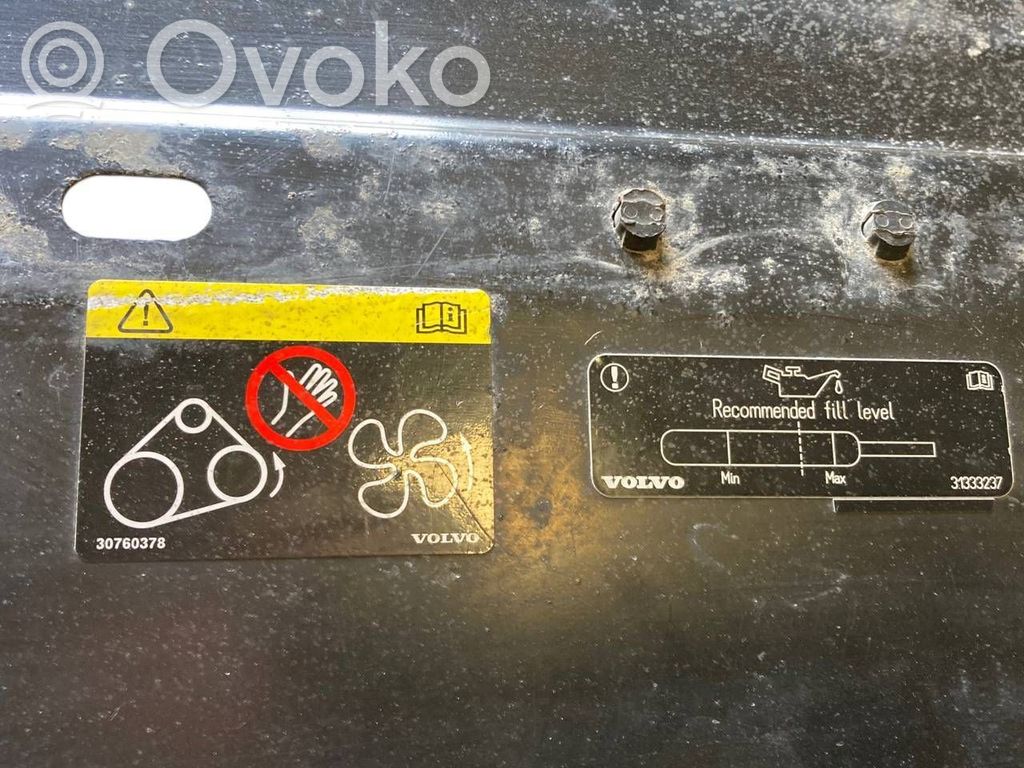 Ovoko
30760378
VOLVO
Recommended fill level
Min
Max
VOLVO
31333237